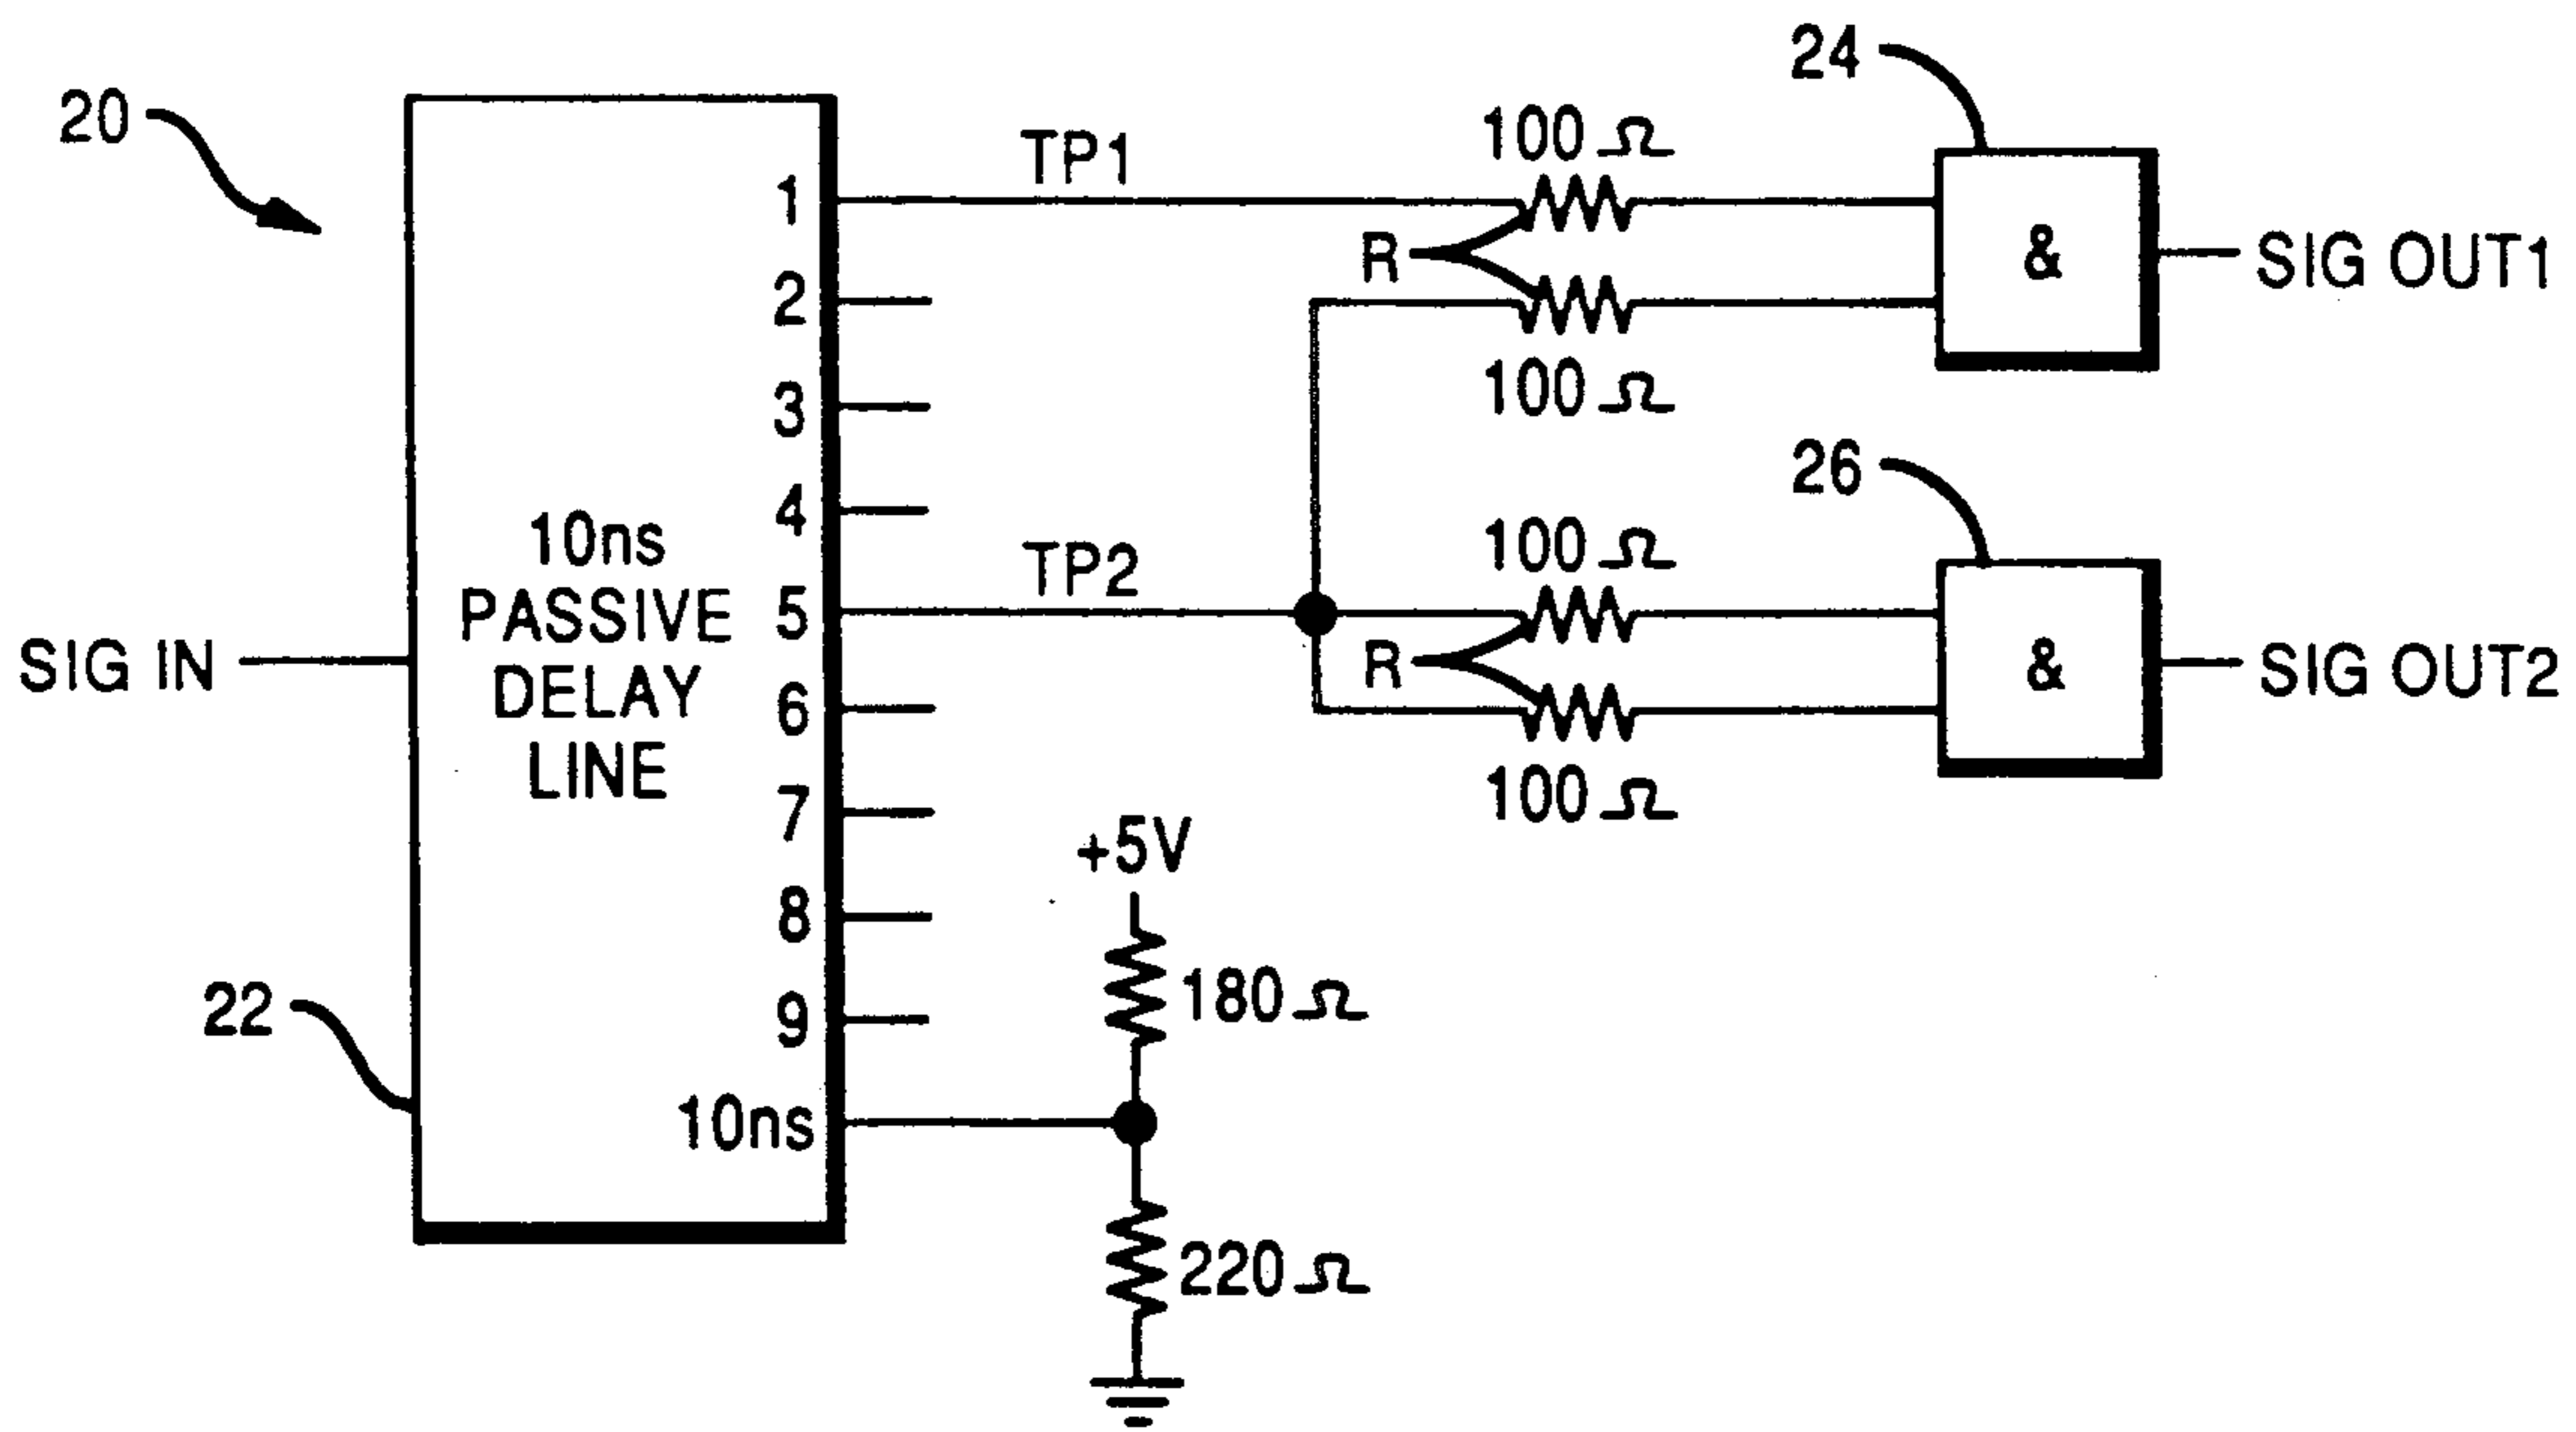 20
24
TP1
100 Ω
1
R
&
SIG OUT1
2
100 Ω
3
26
4
100 Ω
10ns
PASSIVE
DELAY
LINE
TP2
5
R
&
SIG OUT2
SIG IN
6
100 Ω
7
+5V
8
180 Ω
22
9
10ns
220 Ω